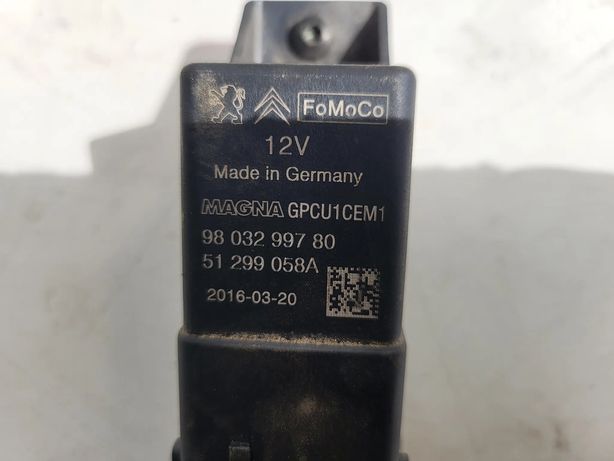 FoMoCo
12V
Made in Germany
MAGNA GPCU1CEM1
98 032 997 80
51 299 058A
2016-03-20